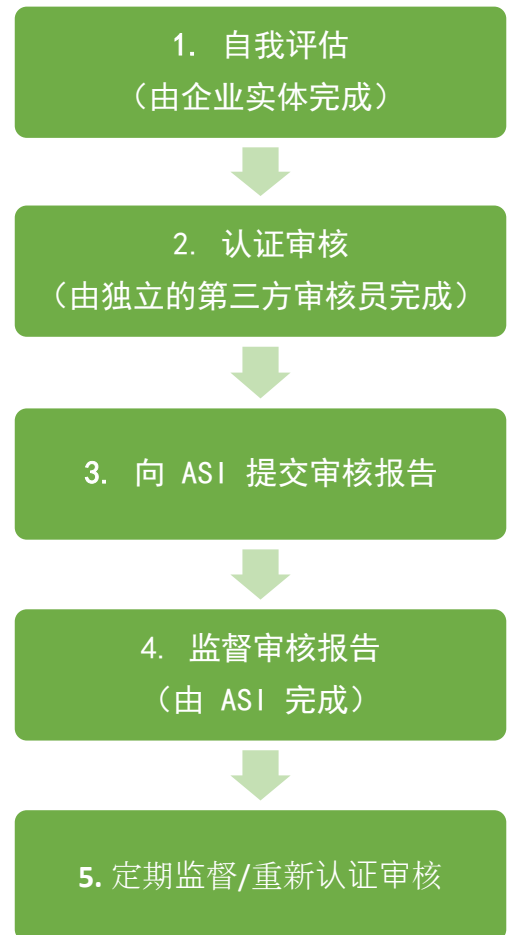 1. 自我评估
（由企业实体完成）
2. 认证审核
（由独立的第三方审核员完成）
3. 向 ASI 提交审核报告
4. 监督审核报告
（由 ASI 完成）
5. 定期监督/重新认证审核